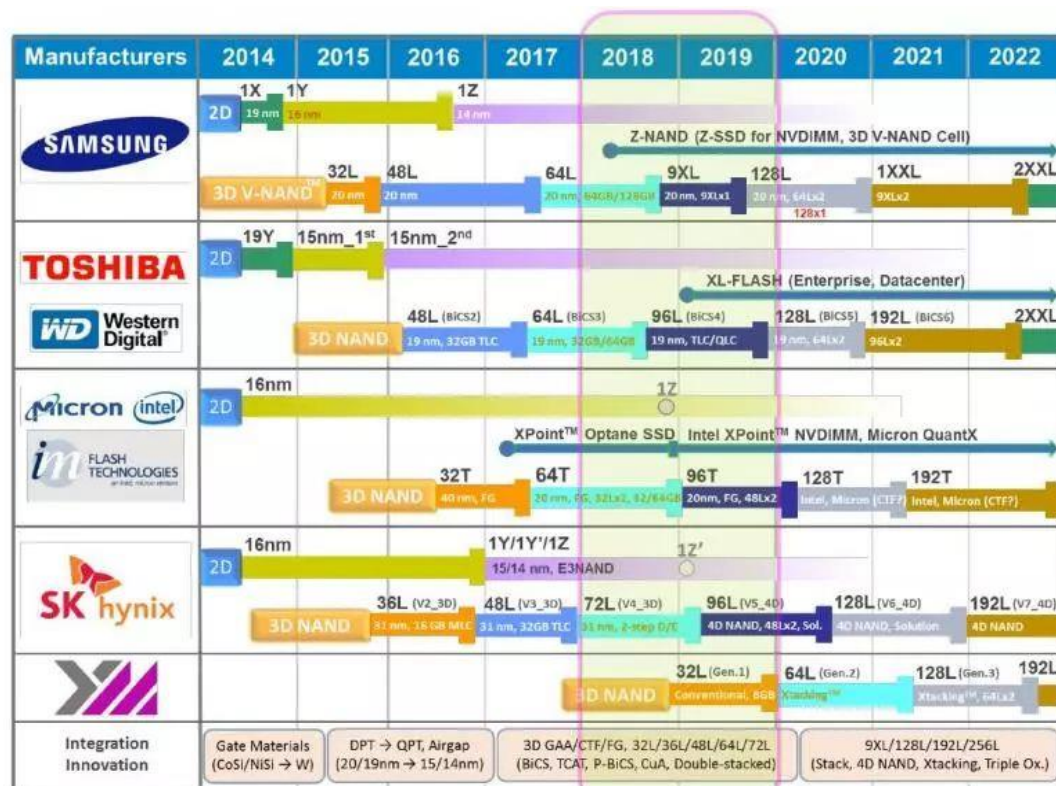 Manufacturers 2014 2015 2016 2017 2018 2019 2020 2021 2022
SAMSUNG
1X 1Y 1Z
2D 19 nm 16 nm 14 nm
Z-NAND (Z-SSD for NVDIMM, 3D V-NAND Cell)
32L 48L 64L 9XL 128L 1XXL 2XXL
3D V-NAND™ 20 nm 20 nm 20 nm, 64GB/128GB 20 nm, 9XLx1 20 nm, 64Lx2 9XLx2
128x1
TOSHIBA
19Y 15nm_1st 15nm_2nd
2D
XL-FLASH (Enterprise, Datacenter)
WD Western Digital®
48L (BiCS2) 64L (BiCS3) 96L (BiCS4) 128L (BiCS5) 192L (BiCS6) 2XXL
3D NAND 19 nm, 32GB TLC 19 nm, 32GB/64GB 19 nm, TLC/QLC 19 nm, 64Lx2 96Lx2
Micron intel
16nm 1Z
2D
im FLASH TECHNOLOGIES
XPoint™ Optane SSD Intel XPoint™ NVDIMM, Micron QuantX
32T 64T 96T 128T 192T
3D NAND 40 nm, FG 20 nm, FG, 32Lx2, 32/64GB 20nm, FG, 48Lx2 Intel, Micron (CTF?) Intel, Micron (CTF?)
SK hynix
16nm 1Y/1Y'/1Z 1Z'
2D 15/14 nm, E3NAND
36L (V2_3D) 48L (V3_3D) 72L (V4_3D) 96L (V5_4D) 128L (V6_4D) 192L (V7_4D)
3D NAND 31 nm, 16 GB MLC 31 nm, 32GB TLC 31 nm, 2-step D/E 4D NAND, 48Lx2, Sol. 4D NAND, Solution 4D NAND
32L (Gen.1) 64L (Gen.2) 128L (Gen.3) 192L
3D NAND Conventional, 8GB Xtacking™ Xtacking™, 64Lx2
Integration Innovation
Gate Materials
(CoSi/NiSi → W)
DPT → QPT, Airgap
(20/19nm → 15/14nm)
3D GAA/CTF/FG, 32L/36L/48L/64L/72L
(BiCS, TCAT, P-BiCS, CuA, Double-stacked)
9XL/128L/192L/256L
(Stack, 4D NAND, Xtacking, Triple Ox.)